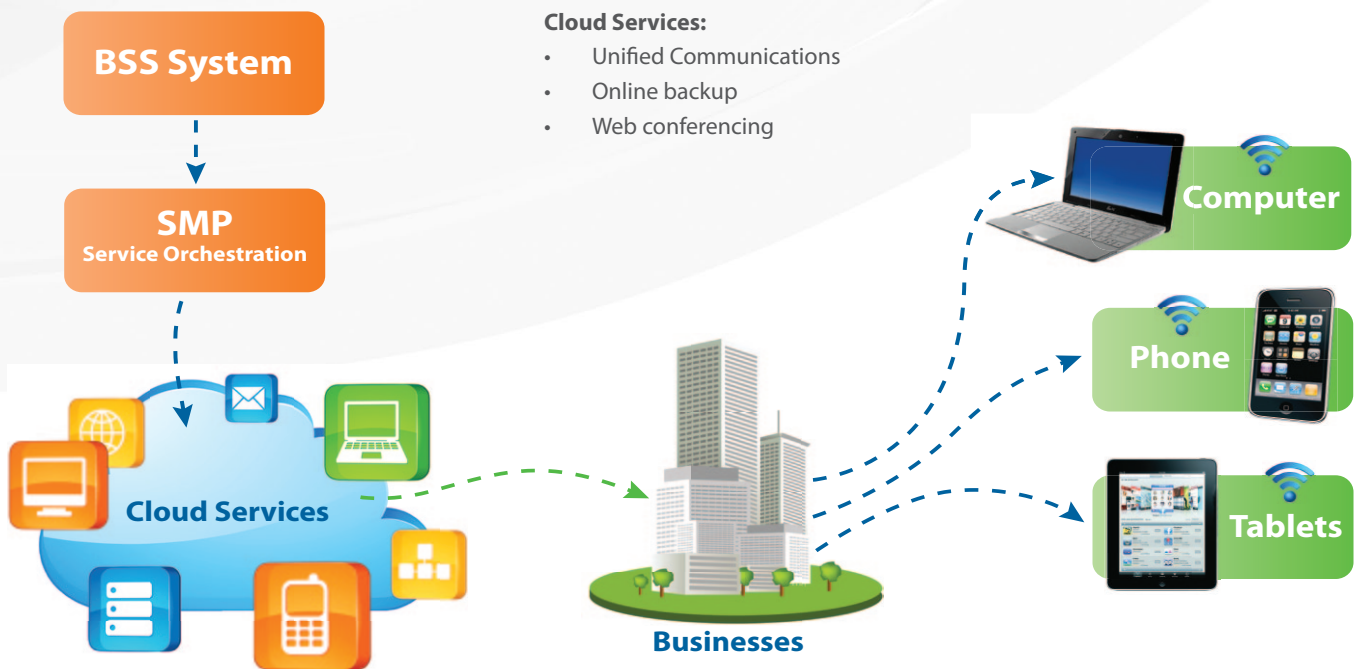 BSS System
SMP
Service Orchestration
Cloud Services:
• Unified Communications
• Online backup
• Web conferencing
Cloud Services
Businesses
Computer
Phone
Tablets